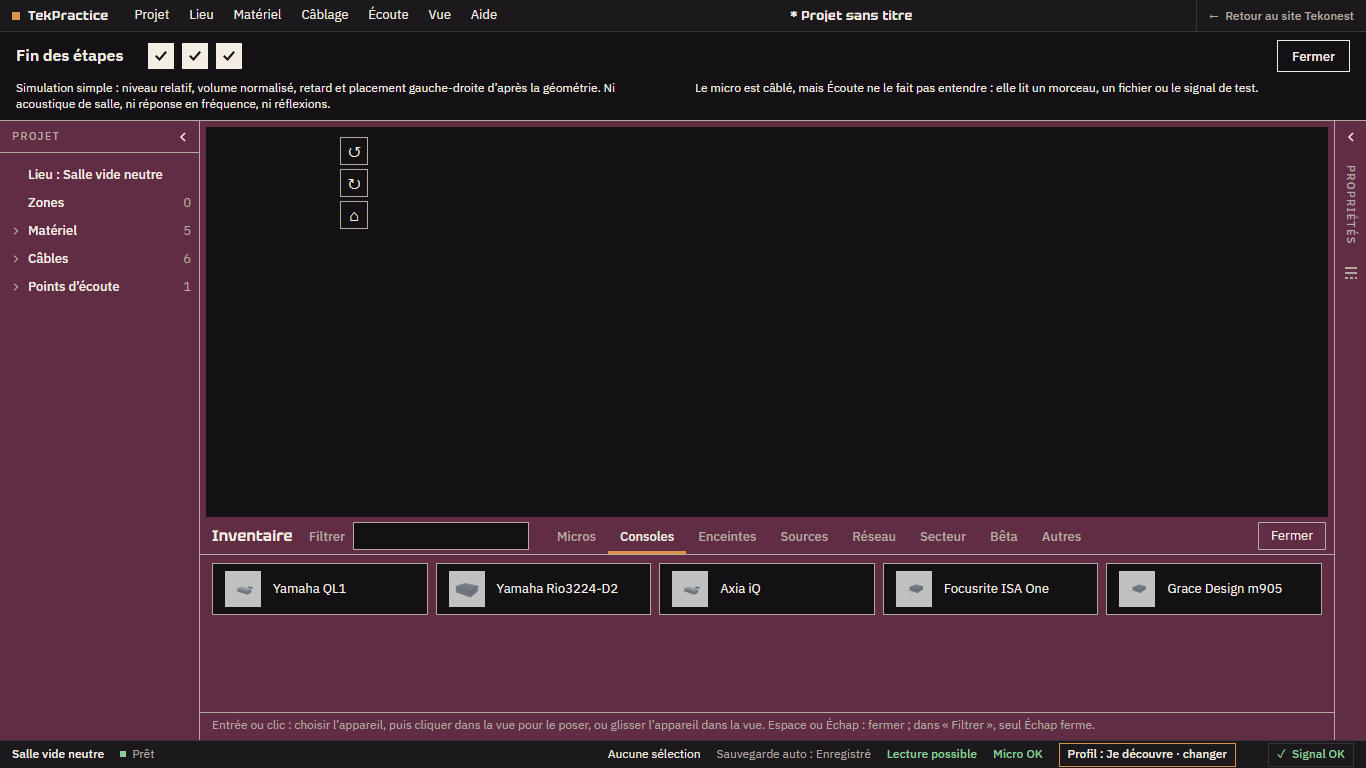 TekPractice Projet Lieu Matériel Câblage Écoute Vue Aide * Projet sans titre ← Retour au site Tekonest
Fin des étapes Fermer
Simulation simple : niveau relatif, volume normalisé, retard et placement gauche-droite d'après la géométrie. Ni
acoustique de salle, ni réponse en fréquence, ni réflexions.
Le micro est câblé, mais Écoute ne le fait pas entendre : elle lit un morceau, un fichier ou le signal de test.
PROJET
Lieu : Salle vide neutre
Zones 0
Matériel 5
Câbles 6
Points d'écoute 1
PROPRIÉTÉS
Inventaire Filtrer Micros Consoles Enceintes Sources Réseau Secteur Bêta Autres Fermer
Yamaha QL1 Yamaha Rio3224-D2 Axia iQ Focusrite ISA One Grace Design m905
Entrée ou clic : choisir l'appareil, puis cliquer dans la vue pour le poser, ou glisser l'appareil dans la vue. Espace ou Échap : fermer ; dans « Filtrer », seul Échap ferme.
Salle vide neutre Prêt Aucune sélection Sauvegarde auto : Enregistré Lecture possible Micro OK Profil : Je découvre · changer ✓ Signal OK